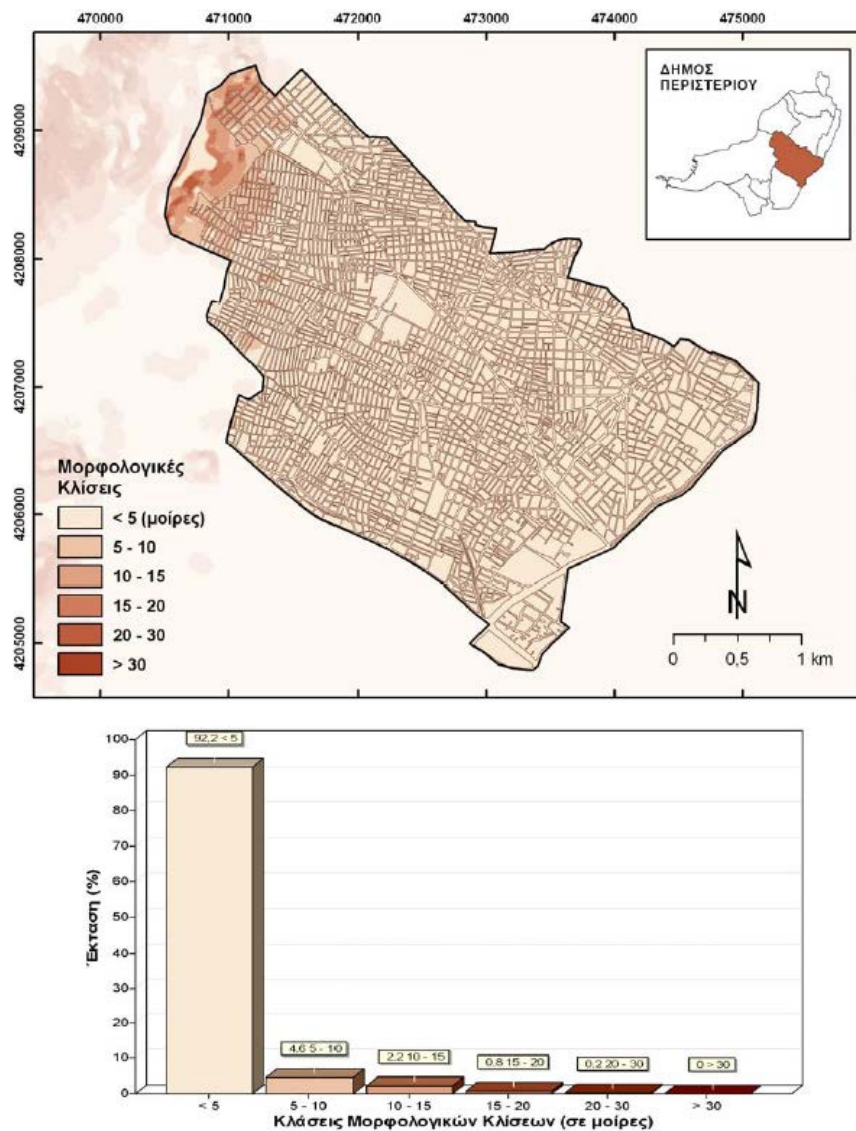 470000 471000 472000 473000 474000 475000
4209000
4208000
4207000
4206000
4205000
ΔΗΜΟΣ
ΠΕΡΙΣΤΕΡΙΟΥ
Μορφολογικές
Κλίσεις
< 5 (μοίρες)
5 - 10
10 - 15
15 - 20
20 - 30
> 30
N
0 0,5 1 km
Έκταση (%)
100
90
80
70
60
50
40
30
20
10
0
92,2 < 5
4,6 5 - 10
2,2 10 - 15
0,8 15 - 20
0,2 20 - 30
0 > 30
< 5 5 - 10 10 - 15 15 - 20 20 - 30 > 30
Κλάσεις Μορφολογικών Κλίσεων (σε μοίρες)